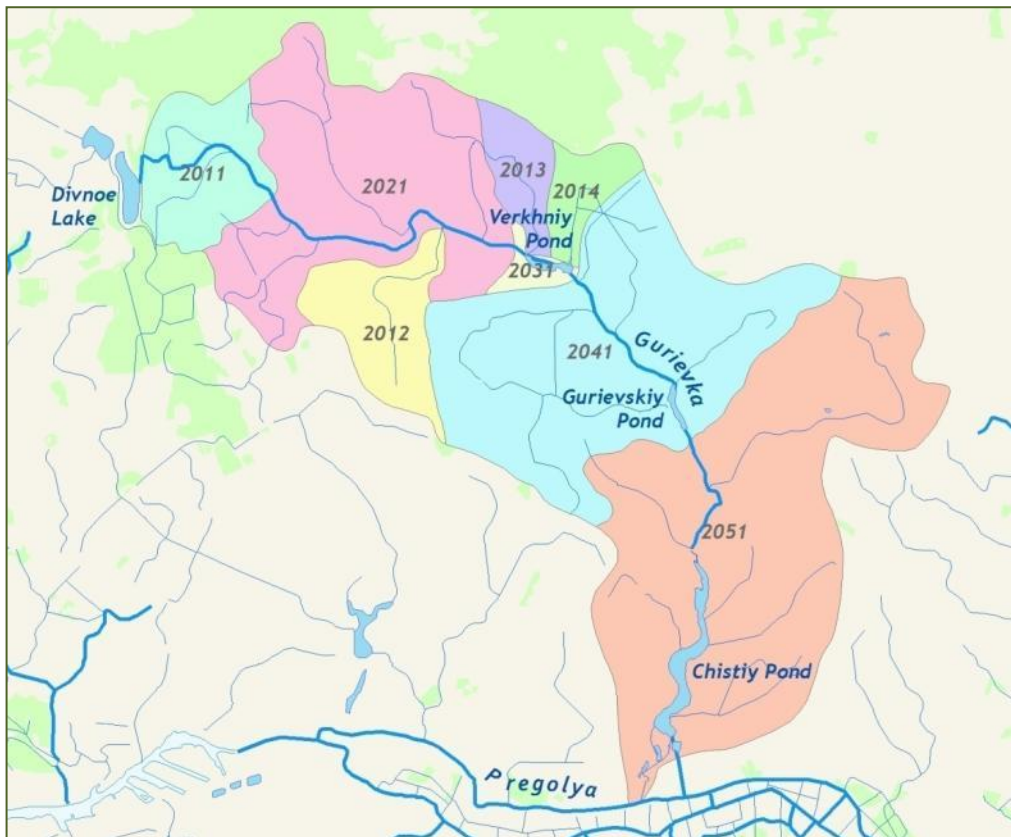 2011
2021
2013
2014
Divnoe
Lake
Verkhniy
Pond
2031
2012
2041
Gurievka
Gurievskiy
Pond
2051
Chistiy Pond
Pregolya